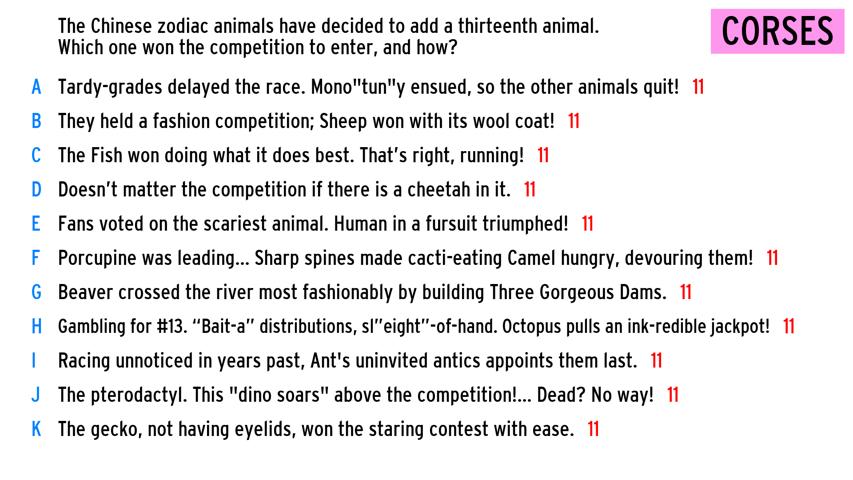 The Chinese zodiac animals have decided to add a thirteenth animal.
Which one won the competition to enter, and how?
CORSES
A Tardy-grades delayed the race. Mono"tun"y ensued, so the other animals quit! 11
B They held a fashion competition; Sheep won with its wool coat! 11
C The Fish won doing what it does best. That's right, running! 11
D Doesn't matter the competition if there is a cheetah in it. 11
E Fans voted on the scariest animal. Human in a fursuit triumphed! 11
F Porcupine was leading... Sharp spines made cacti-eating Camel hungry, devouring them! 11
G Beaver crossed the river most fashionably by building Three Gorgeous Dams. 11
H Gambling for #13. “Bait-a” distributions, sl”eight”-of-hand. Octopus pulls an ink-redible jackpot! 11
I Racing unnoticed in years past, Ant's uninvited antics appoints them last. 11
J The pterodactyl. This "dino soars" above the competition!... Dead? No way! 11
K The gecko, not having eyelids, won the staring contest with ease. 11